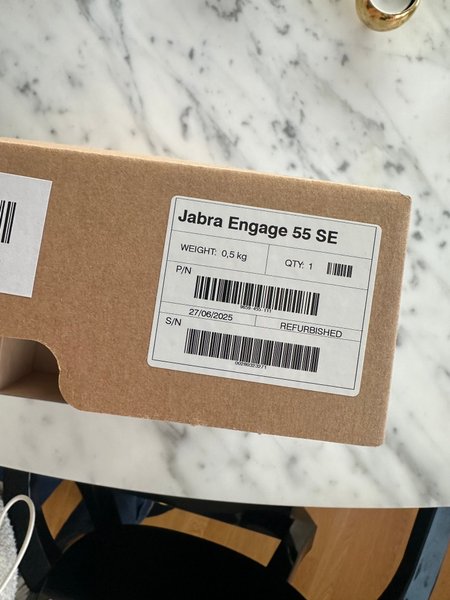 Jabra Engage 55 SE
WEIGHT: 0,5 kg
QTY: 1
P/N
27/06/2025
REFURBISHED
S/N